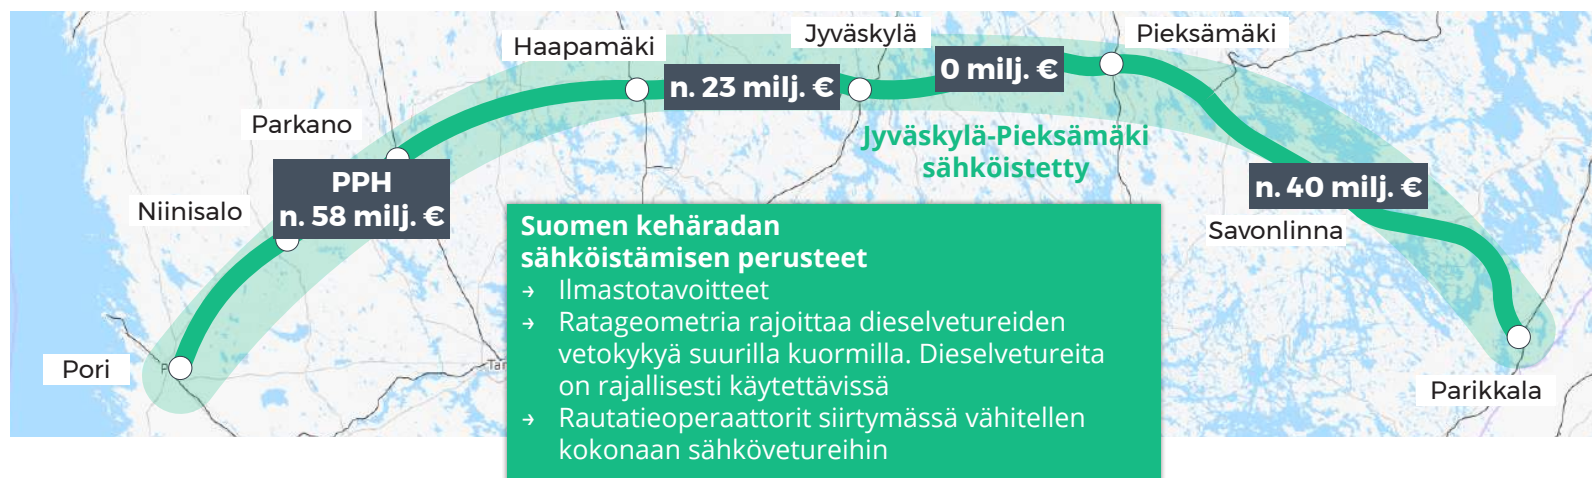 Haapamäki
Jyväskylä
Pieksämäki
n. 23 milj. €
0 milj. €
Parkano
Jyväskylä-Pieksämäki
sähköistetty
PPH
n. 58 milj. €
n. 40 milj. €
Niinisalo
Savonlinna
Suomen kehäradan
sähköistämisen perusteet
→ Ilmastotavoitteet
→ Ratageometria rajoittaa dieselvetureiden
vetokykyä suurilla kuormilla. Dieselvetureita
on rajallisesti käytettävissä
→ Rautatieoperaattorit siirtymässä vähitellen
kokonaan sähkövetureihin
Pori
Parikkala